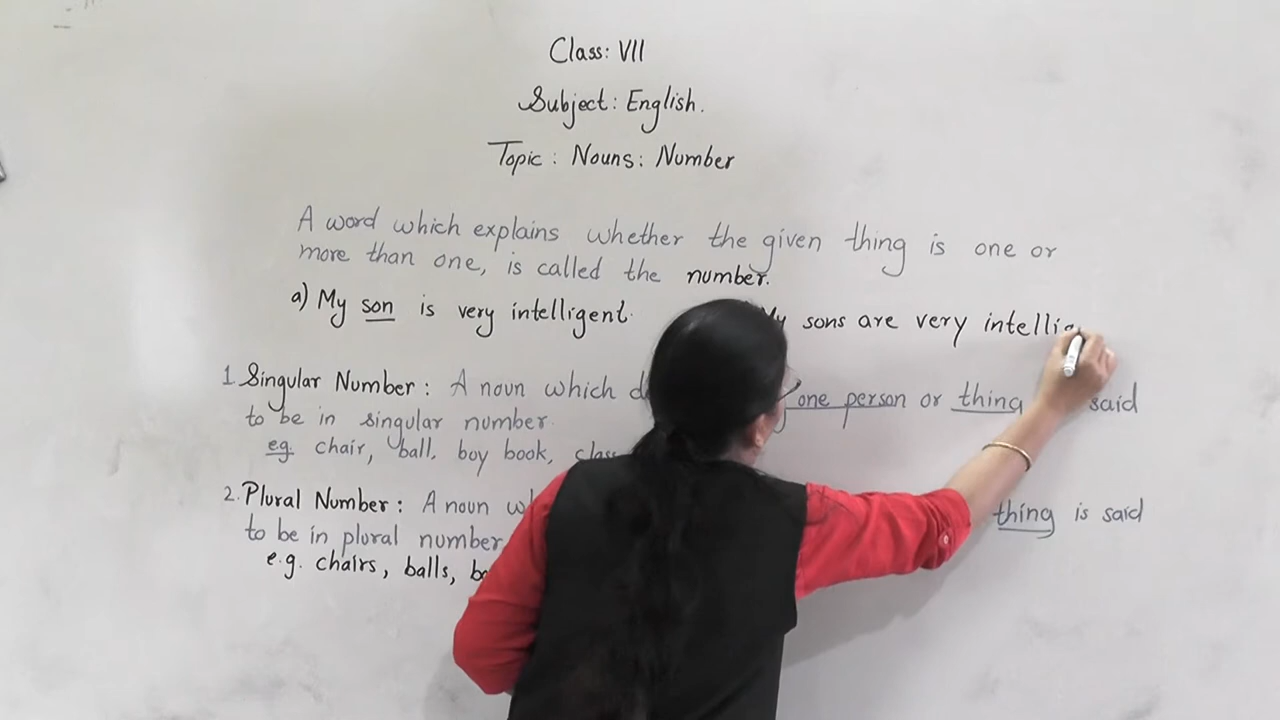 Class: VII
Subject: English.
Topic: Nouns: Number
A word which explains whether the given thing is one or
more than one, is called the number.
a) My son is very intelligent. My sons are very intellig
1. Singular Number: A noun which one person or thing said
to be in singular number.
eg. chair, ball, boy book,
2. Plural Number: A noun thing is said
to be in plural number
e.g. chairs, balls,